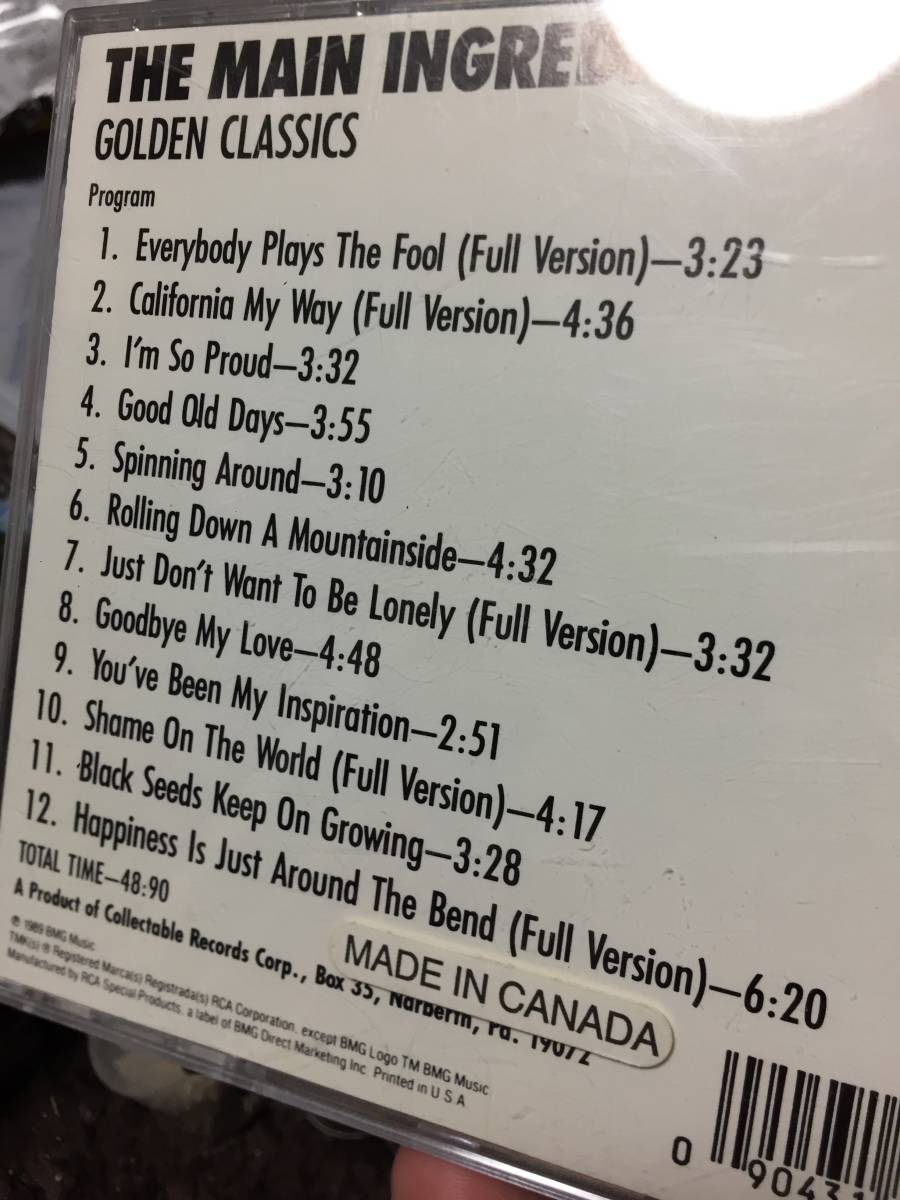 THE MAIN INGRE
GOLDEN CLASSICS
Program
1. Everybody Plays The Fool (Full Version)—3:23
2. California My Way (Full Version)—4:36
3. I'm So Proud—3:32
4. Good Old Days—3:55
5. Spinning Around—3:10
6. Rolling Down A Mountainside—4:32
7. Just Don't Want To Be Lonely (Full Version)—3:32
8. Goodbye My Love—4:48
9. You've Been My Inspiration—2:51
10. Shame On The World (Full Version)—4:17
11. Black Seeds Keep On Growing—3:28
12. Happiness Is Just Around The Bend (Full Version)—6:20
TOTAL TIME—48:90
A Product of Collectable Records Corp., Box 35, Narberth, Pa. 19072
MADE IN CANADA
℗ 1989 BMG Music
TMK(s) ® Registered Marca(s) Registrada(s) RCA Corporation, except BMG Logo TM BMG Music
Manufactured by RCA Special Products, a label of BMG Direct Marketing Inc. Printed in U.S.A.
0 9043